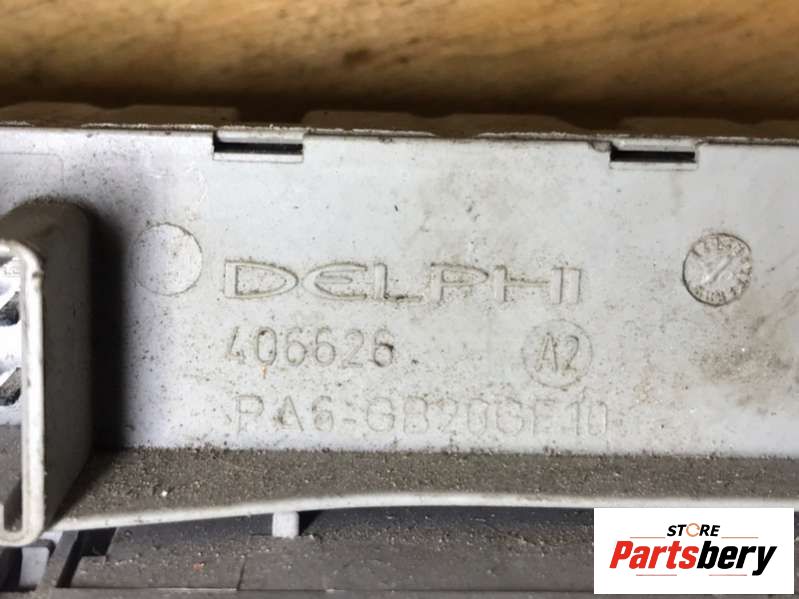 DELPHI
406626
A2
PA6-GB20GF10
STORE
Partsbery